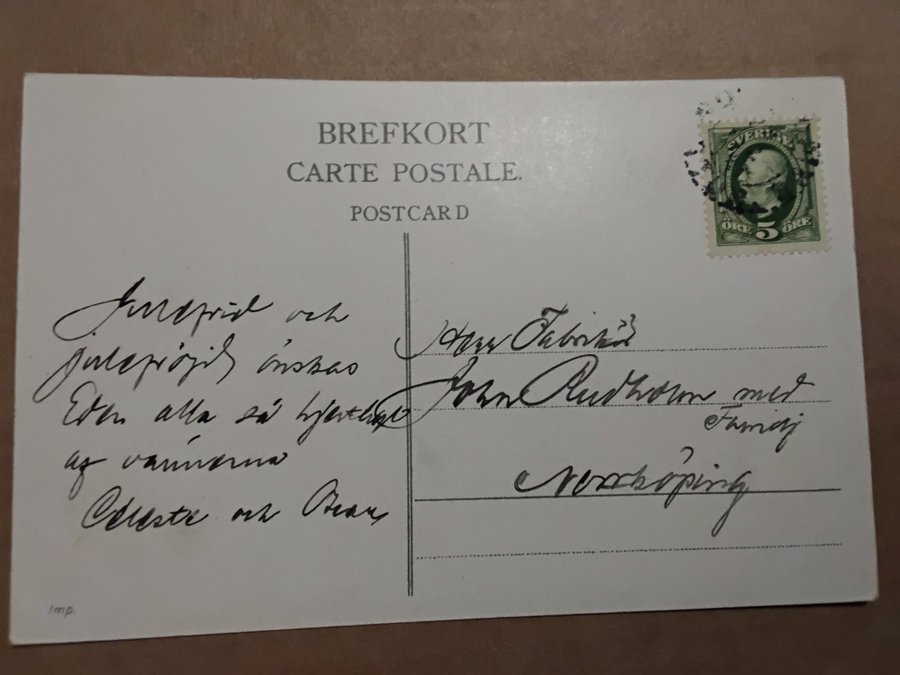 BREFKORT
CARTE POSTALE.
POSTCARD
SVERIGE
ÖRE 5 ÖRE
Julefrid och
julefröjd önskas
Eder alla så hjertligt
af vännerna
Celeste och
Herr Fabrikör
John Rudholm med
Familj
Norrköping
Imp.